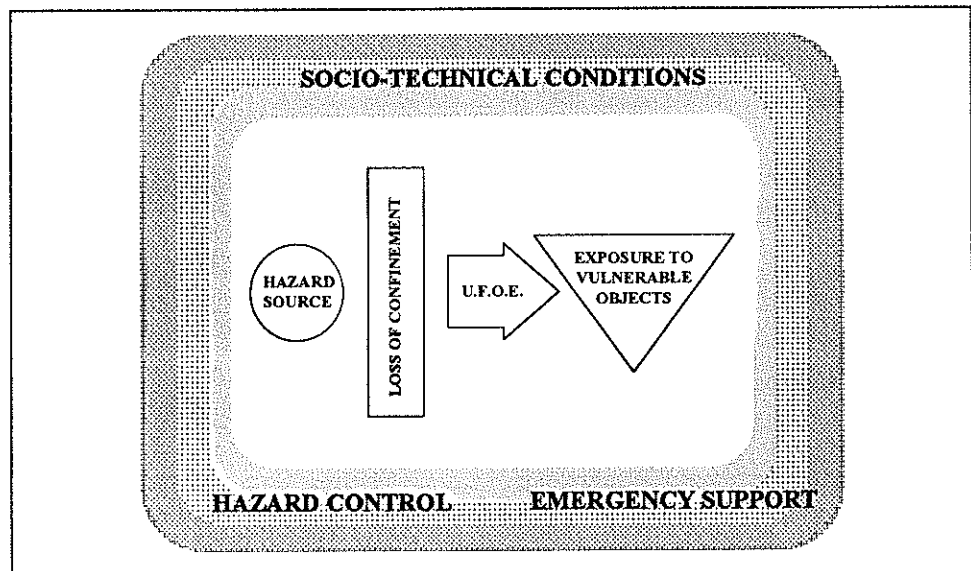 SOCIO-TECHNICAL CONDITIONS
HAZARD
SOURCE
LOSS OF CONFINEMENT
U.F.O.E.
EXPOSURE TO
VULNERABLE
OBJECTS
HAZARD CONTROL
EMERGENCY SUPPORT